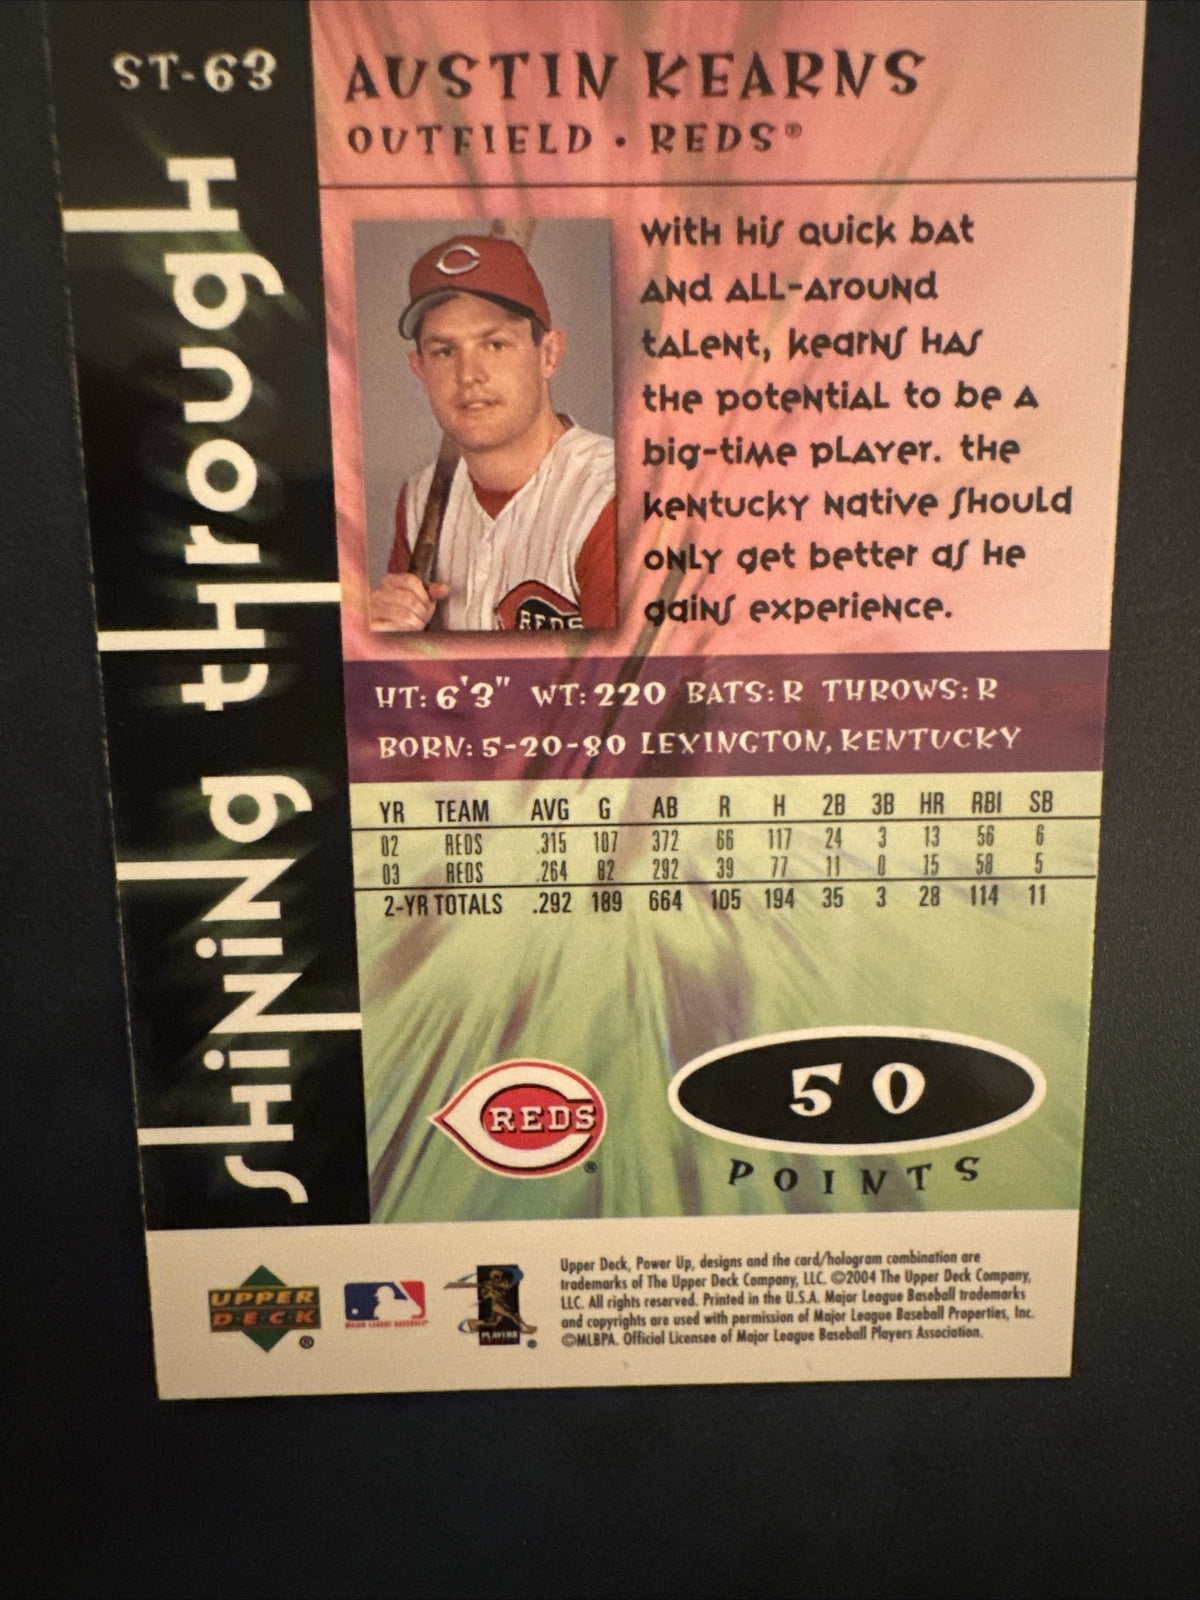 ST-63
SHINING THROUGH
AUSTIN KEARNS
OUTFIELD • REDS®
WITH HIS QUICK BAT
AND ALL-AROUND
TALENT, KEARNS HAS
THE POTENTIAL TO BE A
BIG-TIME PLAYER. THE
KENTUCKY NATIVE SHOULD
ONLY GET BETTER AS HE
GAINS EXPERIENCE.
REDS
HT: 6'3" WT: 220 BATS: R THROWS: R
BORN: 5-20-80 LEXINGTON, KENTUCKY
YR TEAM AVG G AB R H 2B 3B HR RBI SB
02 REDS .315 107 372 66 117 24 3 13 56 6
03 REDS .264 82 292 39 77 11 0 15 58 5
2-YR TOTALS .292 189 664 105 194 35 3 28 114 11
REDS ®
50
POINTS
UPPER
DECK ®
MAJOR LEAGUE BASEBALL
PLAYERS
Upper Deck, Power Up, designs and the card/hologram combination are
trademarks of The Upper Deck Company, LLC. ©2004 The Upper Deck Company,
LLC. All rights reserved. Printed in the U.S.A. Major League Baseball trademarks
and copyrights are used with permission of Major League Baseball Properties, Inc.
©MLBPA. Official Licensee of Major League Baseball Players Association.